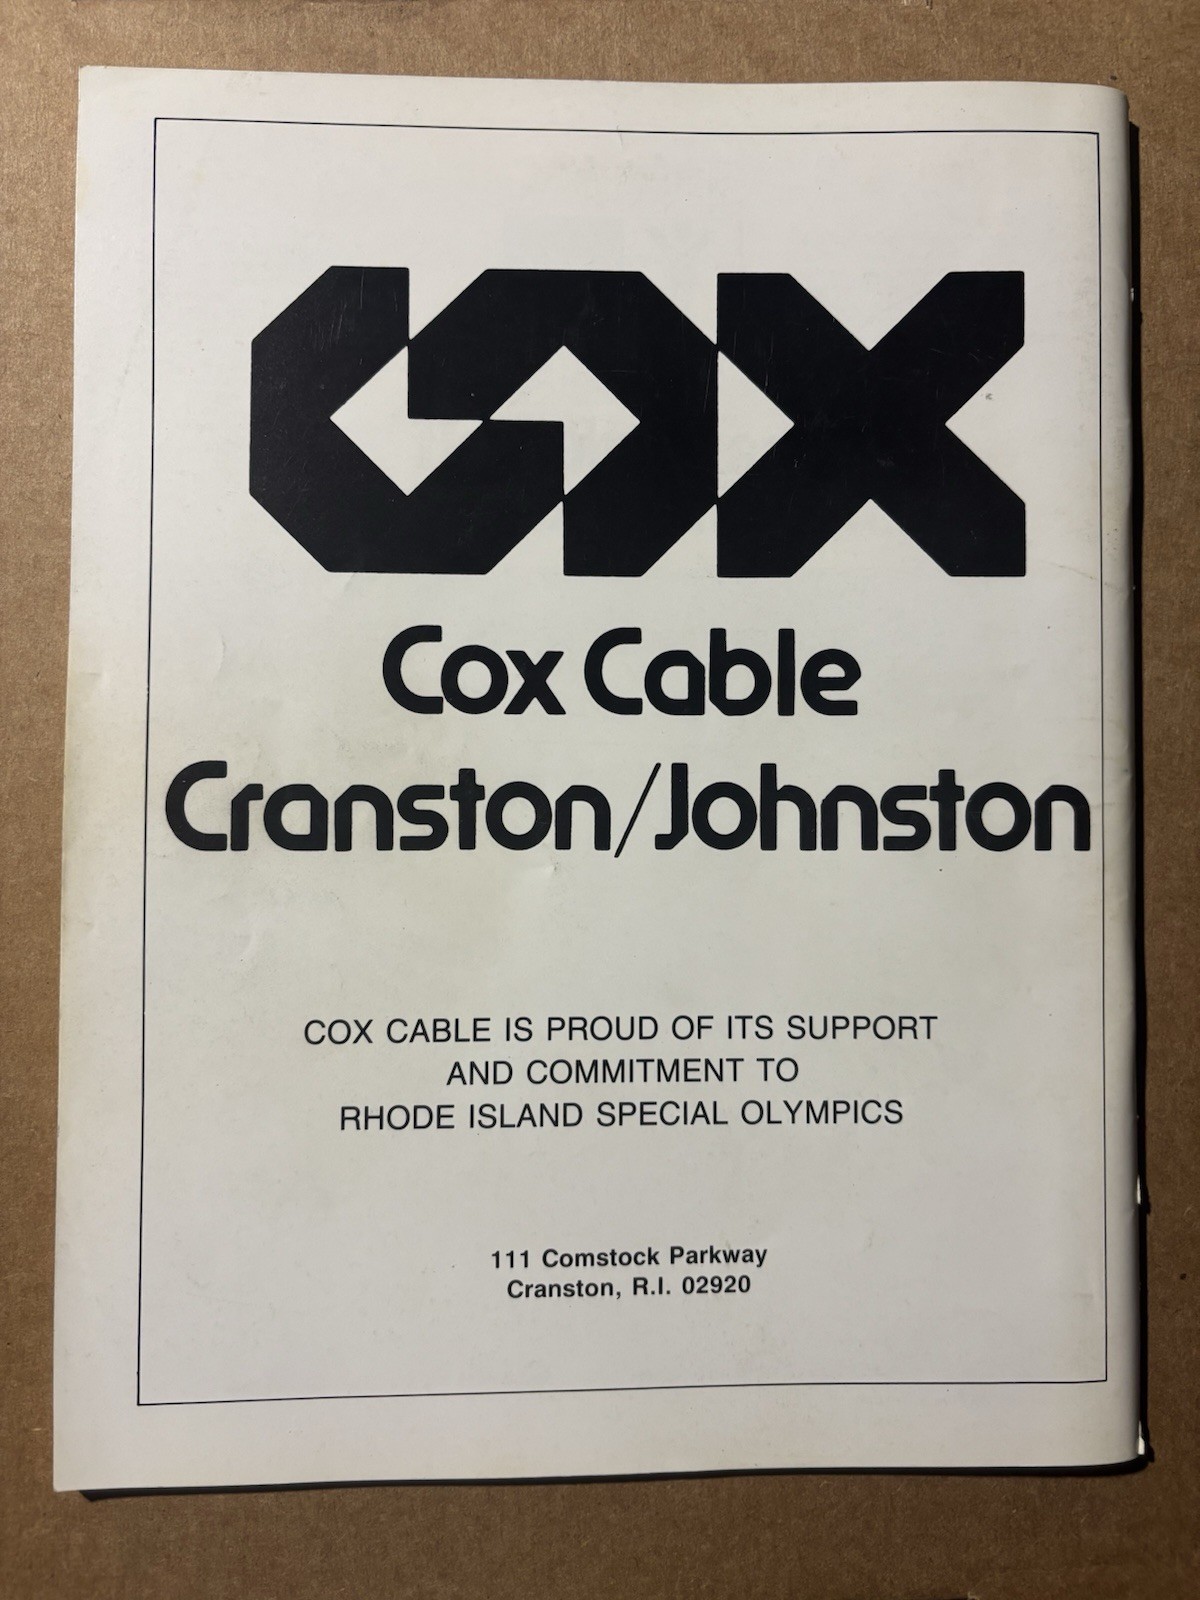 COX
Cox Cable
Cranston/Johnston
COX CABLE IS PROUD OF ITS SUPPORT
AND COMMITMENT TO
RHODE ISLAND SPECIAL OLYMPICS
111 Comstock Parkway
Cranston, R.I. 02920